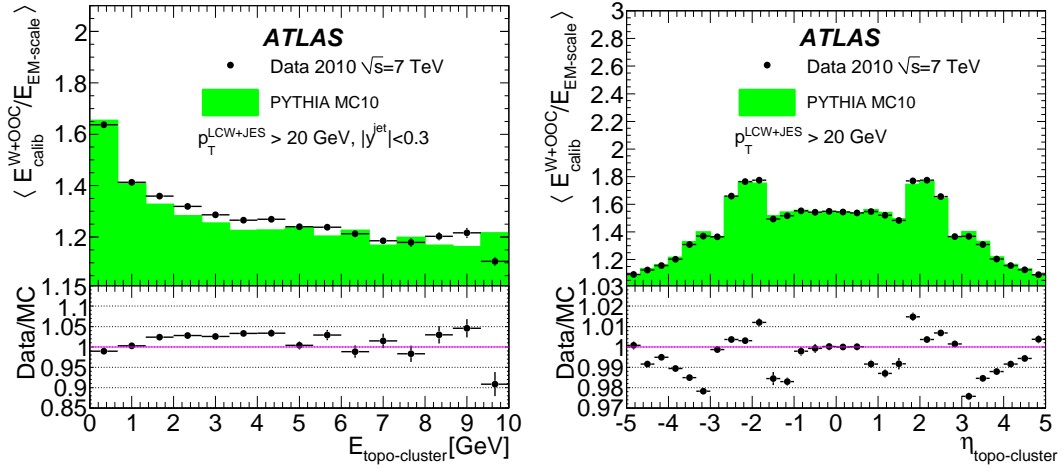 ⟨ E_calib^W+OOC /E_EM-scale ⟩
2
1.8
1.6
1.4
1.2
ATLAS
Data 2010 √s=7 TeV
PYTHIA MC10
p_T^LCW+JES > 20 GeV, |y^jet|<0.3
Data/MC
1.15
1.1
1.05
1
0.95
0.9
0.85
0 1 2 3 4 5 6 7 8 9 10
E_topo-cluster[GeV]
⟨ E_calib^W+OOC /E_EM-scale ⟩
3
2.8
2.6
2.4
2.2
2
1.8
1.6
1.4
1.2
ATLAS
Data 2010 √s=7 TeV
PYTHIA MC10
p_T^LCW+JES > 20 GeV
Data/MC
1.03
1.02
1.01
1
0.99
0.98
0.97
-5 -4 -3 -2 -1 0 1 2 3 4 5
η_topo-cluster